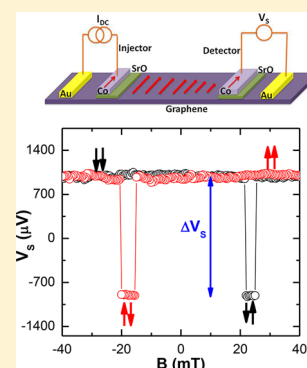 I_DC V_S
Injector Detector
SrO SrO
Au Co Co Au
Graphene
1400
700
0
-700
-1400
V_S (μV)
ΔV_S
-40 -20 0 20 40
B (mT)